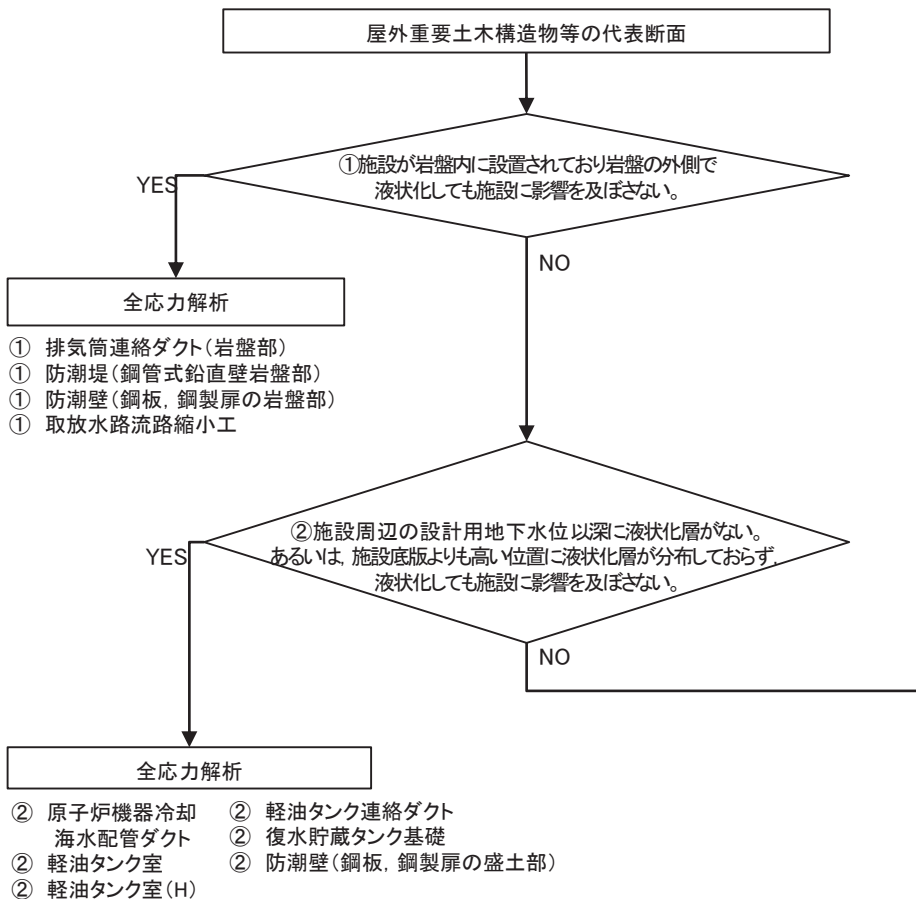 屋外重要土木構造物等の代表断面
①施設が岩盤内に設置されており岩盤の外側で
液状化しても施設に影響を及ぼさない。
YES
NO
全応力解析
① 排気筒連絡ダクト(岩盤部)
① 防潮堤(鋼管式鉛直壁岩盤部)
① 防潮壁(鋼板, 鋼製扉の岩盤部)
① 取放水路流路縮小工
②施設周辺の設計用地下水位以深に液状化層がない。
あるいは, 施設底版よりも高い位置に液状化層が分布しておらず,
液状化しても施設に影響を及ぼさない。
YES
NO
全応力解析
② 原子炉機器冷却
海水配管ダクト
② 軽油タンク室
② 軽油タンク室(H)
② 軽油タンク連絡ダクト
② 復水貯蔵タンク基礎
② 防潮壁(鋼板, 鋼製扉の盛土部)